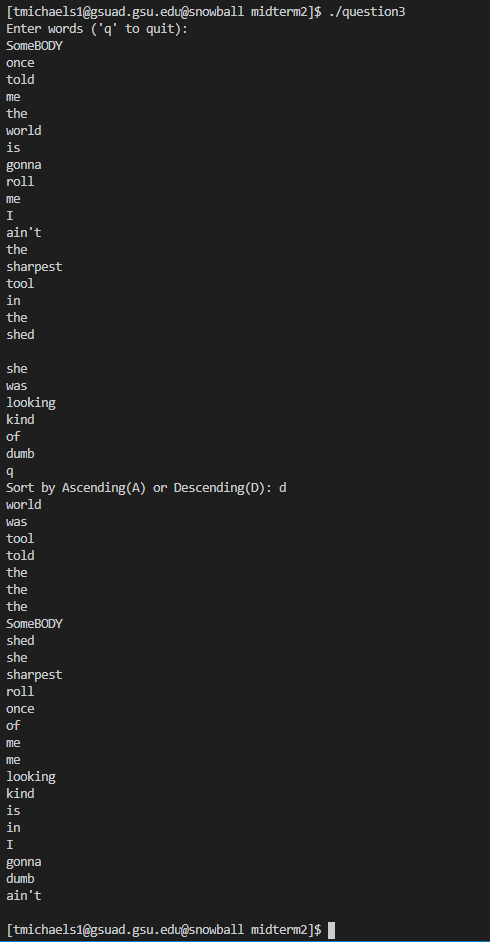 [tmichaels1@gsuad.gsu.edu@snowball midterm2]$ ./question3
Enter words ('q' to quit):
SomeBODY
once
told
me
the
world
is
gonna
roll
me
I
ain't
the
sharpest
tool
in
the
shed

she
was
looking
kind
of
dumb
q
Sort by Ascending(A) or Descending(D): d
world
was
tool
told
the
the
the
SomeBODY
shed
she
sharpest
roll
once
of
me
me
looking
kind
is
in
I
gonna
dumb
ain't

[tmichaels1@gsuad.gsu.edu@snowball midterm2]$